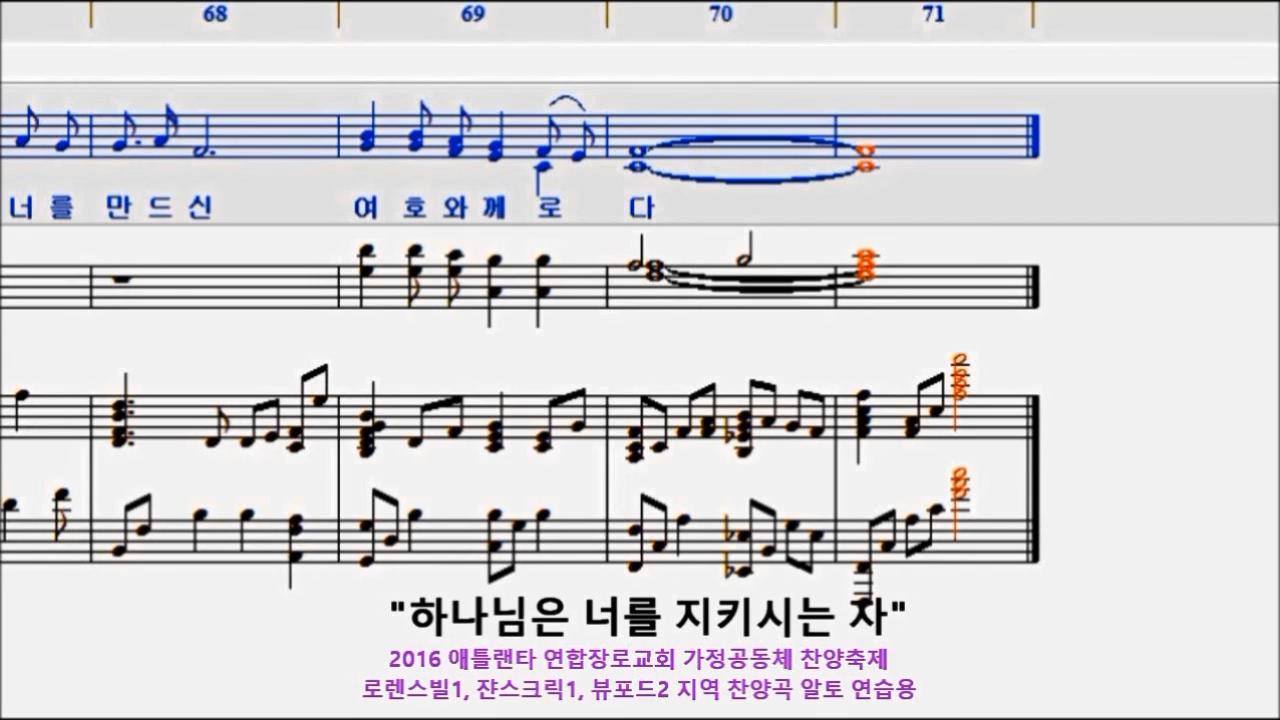 68 69 70 71
너 를 만 드 신 여 호 와 께 로 다
"하나님은 너를 지키시는 자"
2016 애틀랜타 연합장로교회 가정공동체 찬양축제
로렌스빌1, 쟌스크릭1, 뷰포드2 지역 찬양곡 알토 연습용